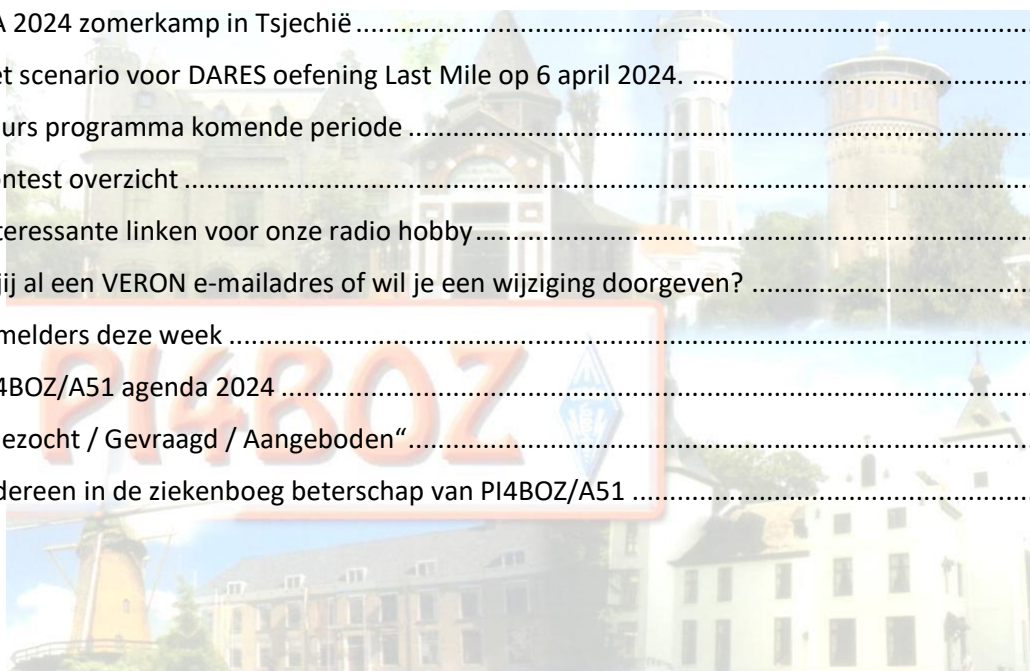 A 2024 zomerkamp in Tsjechië
et scenario voor DARES oefening Last Mile op 6 april 2024.
urs programma komende periode
ontest overzicht
teressante linken voor onze radio hobby
jij al een VERON e-mailadres of wil je een wijziging doorgeven?
melders deze week
4BOZ/A51 agenda 2024
ezocht / Gevraagd / Aangeboden“
dereen in de ziekenboeg beterschap van PI4BOZ/A51
PI4BOZ